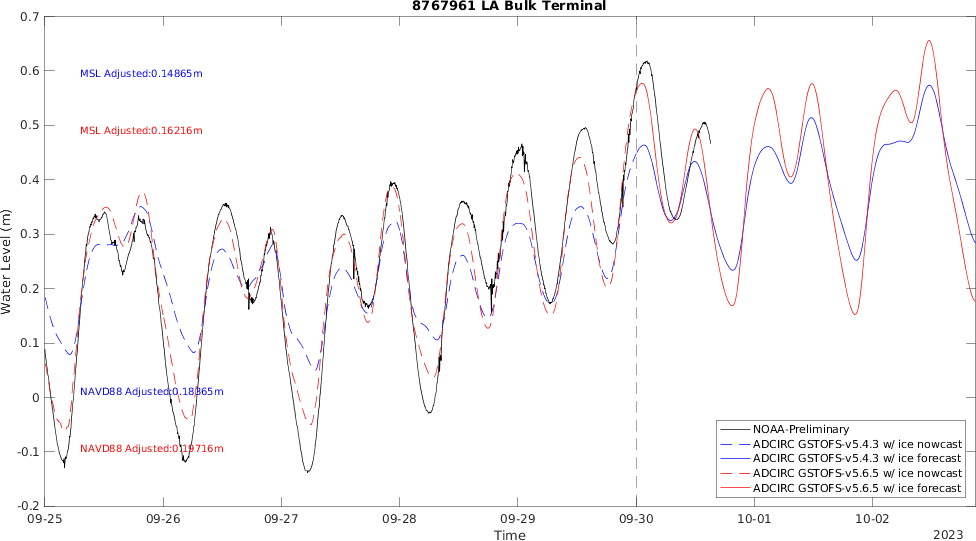 8767961 LA Bulk Terminal
0.7
0.6
0.5
0.4
0.3
0.2
0.1
0
-0.1
-0.2
Water Level (m)
MSL Adjusted:0.14865m
MSL Adjusted:0.16216m
NAVD88 Adjusted:0.18365m
NAVD88 Adjusted:0.19716m
NOAA-Preliminary
ADCIRC GSTOFS-v5.4.3 w/ ice nowcast
ADCIRC GSTOFS-v5.4.3 w/ ice forecast
ADCIRC GSTOFS-v5.6.5 w/ ice nowcast
ADCIRC GSTOFS-v5.6.5 w/ ice forecast
09-25 09-26 09-27 09-28 09-29 09-30 10-01 10-02
Time
2023